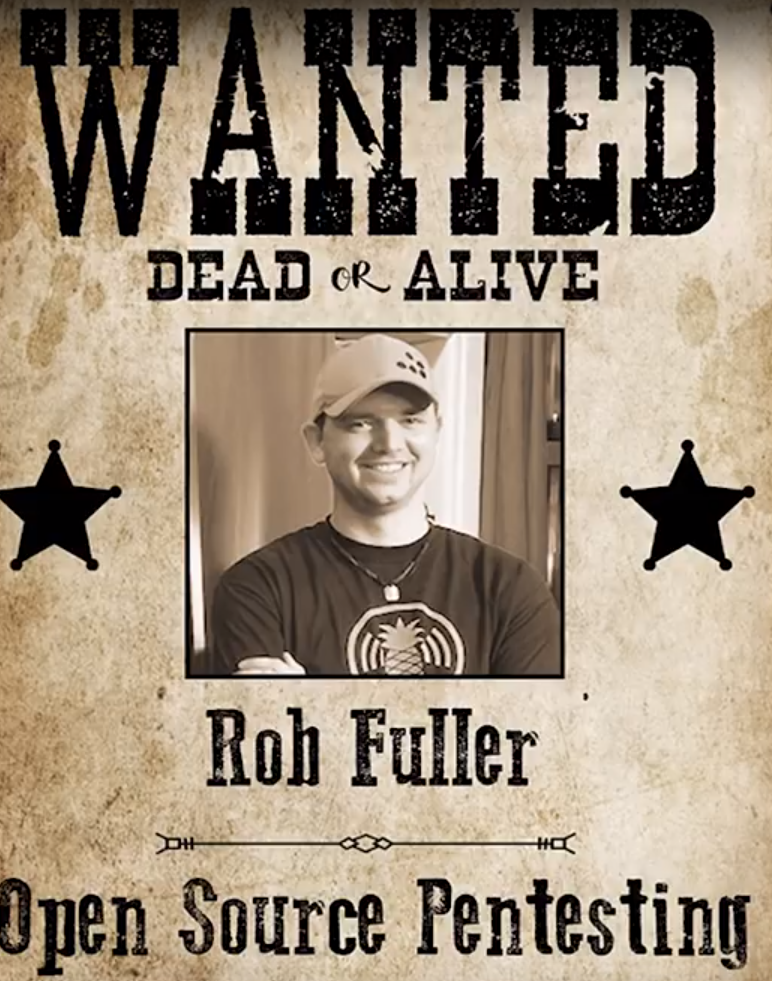 WANTED
DEAD OR ALIVE
Rob Fuller
Open Source Pentesting